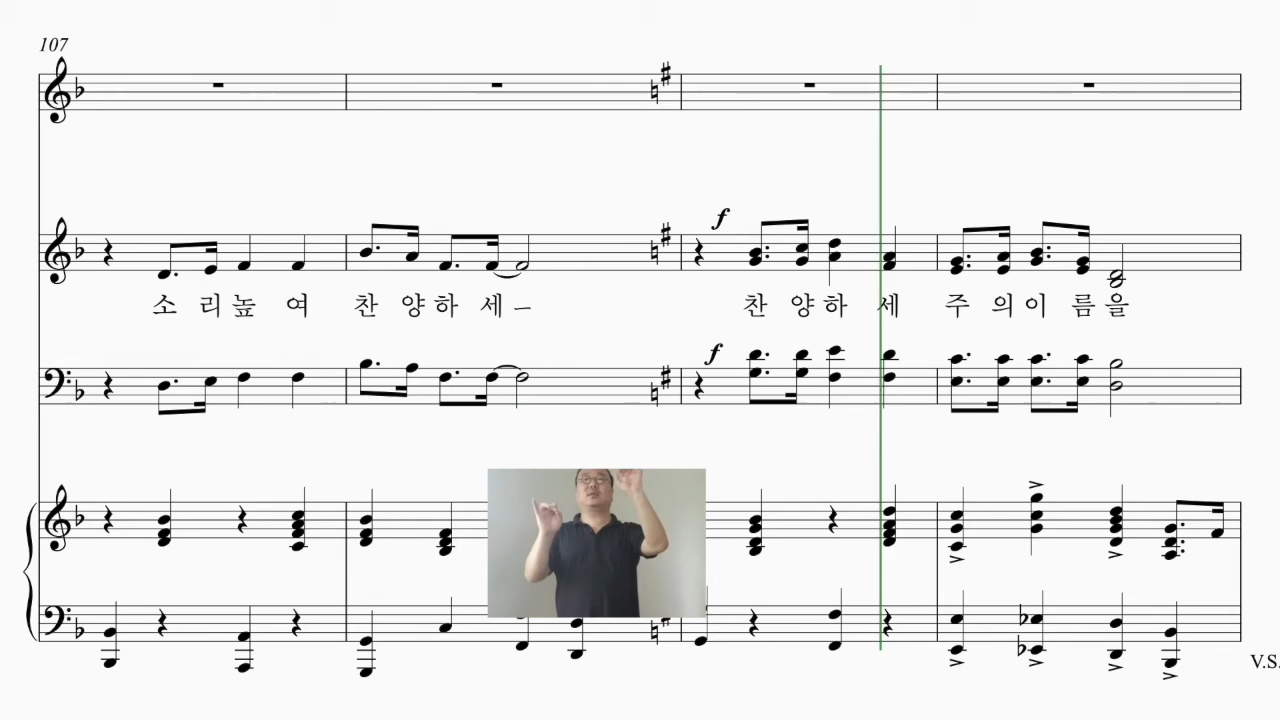 107
f
소 리 높 여 찬 양 하 세 ㅡ 찬 양 하 세 주 의 이 름 을
f
V.S.